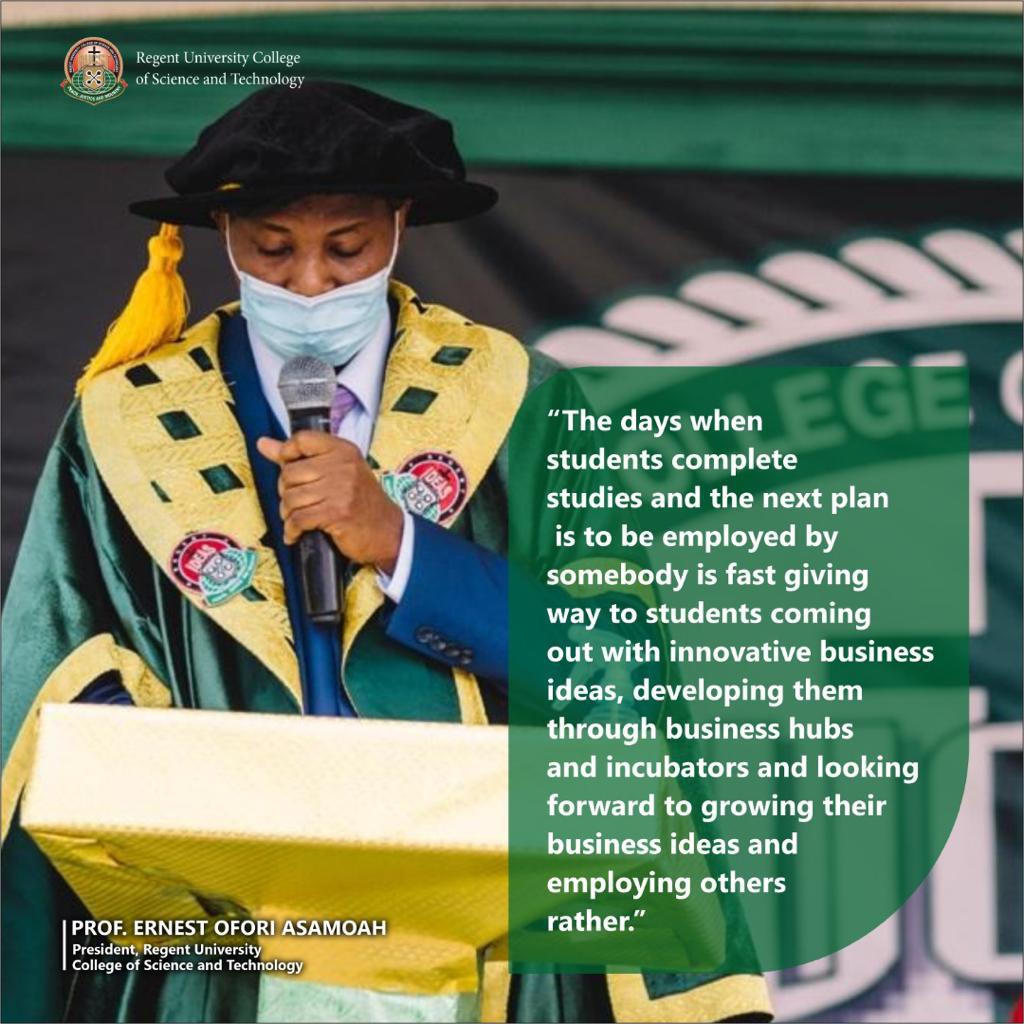 Regent University College
of Science and Technology
“The days when
students complete
studies and the next plan
is to be employed by
somebody is fast giving
way to students coming
out with innovative business
ideas, developing them
through business hubs
and incubators and looking
forward to growing their
business ideas and
employing others
rather.”
COLLEGE
IDEAS
IDEAS
PROF. ERNEST OFORI ASAMOAH
President, Regent University
College of Science and Technology